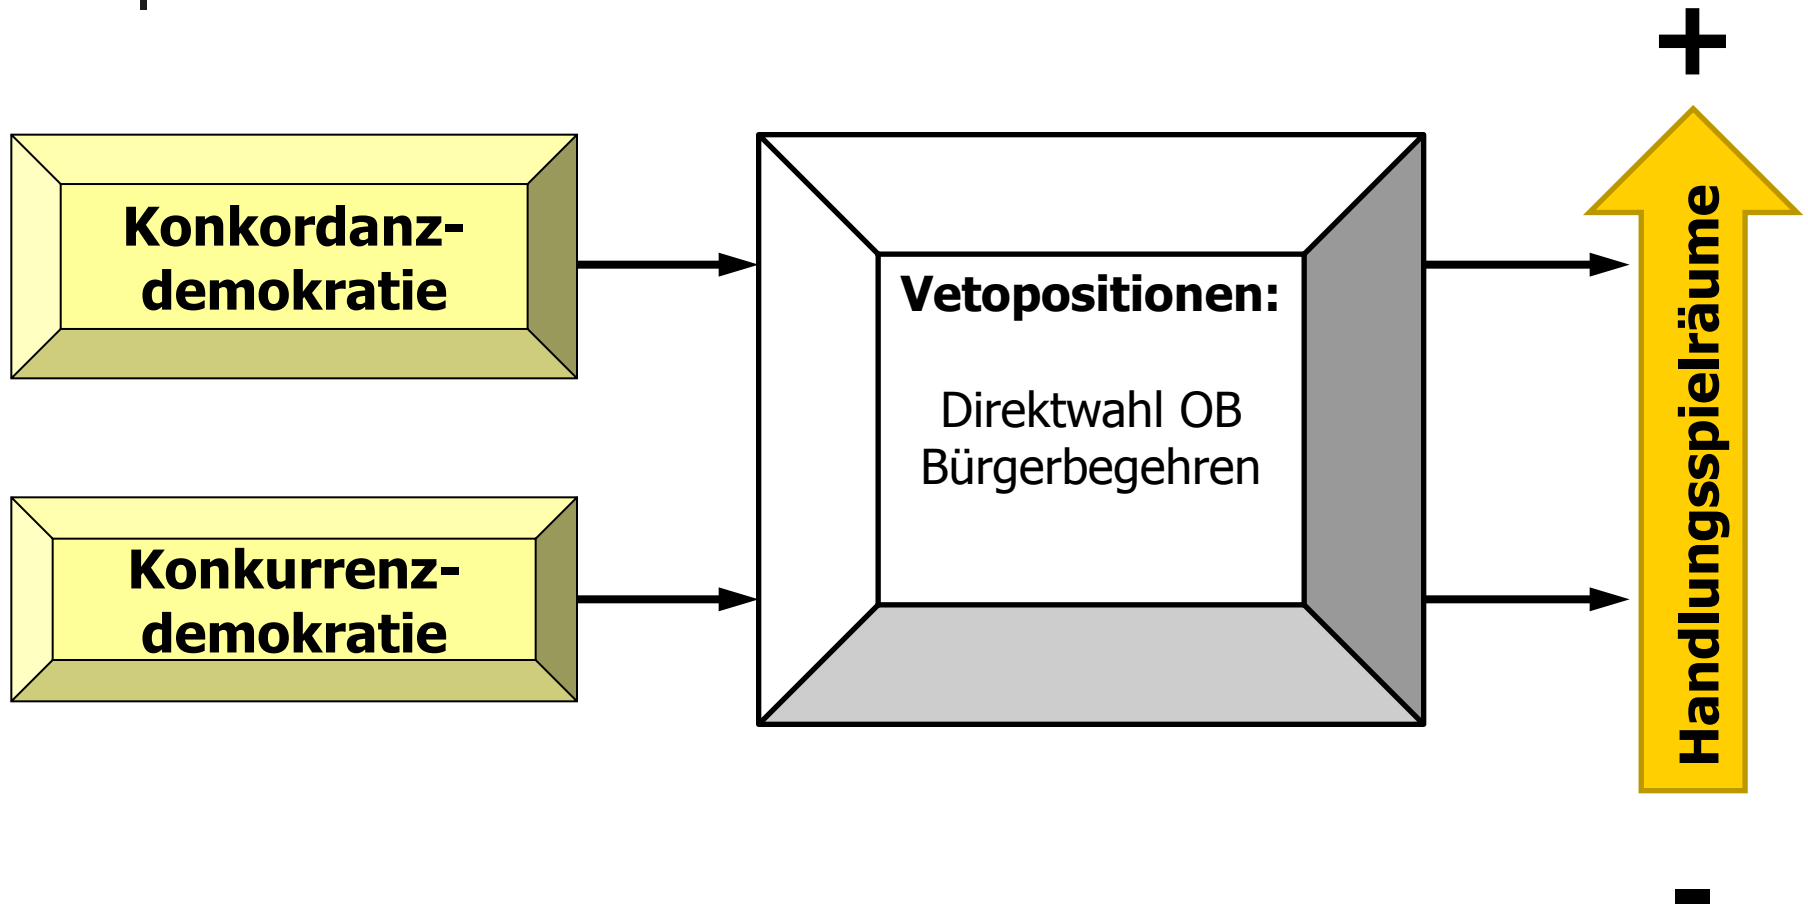 +
Konkordanz-
demokratie
Konkurrenz-
demokratie
Vetopositionen:
Direktwahl OB
Bürgerbegehren
Handlungsspielräume
-